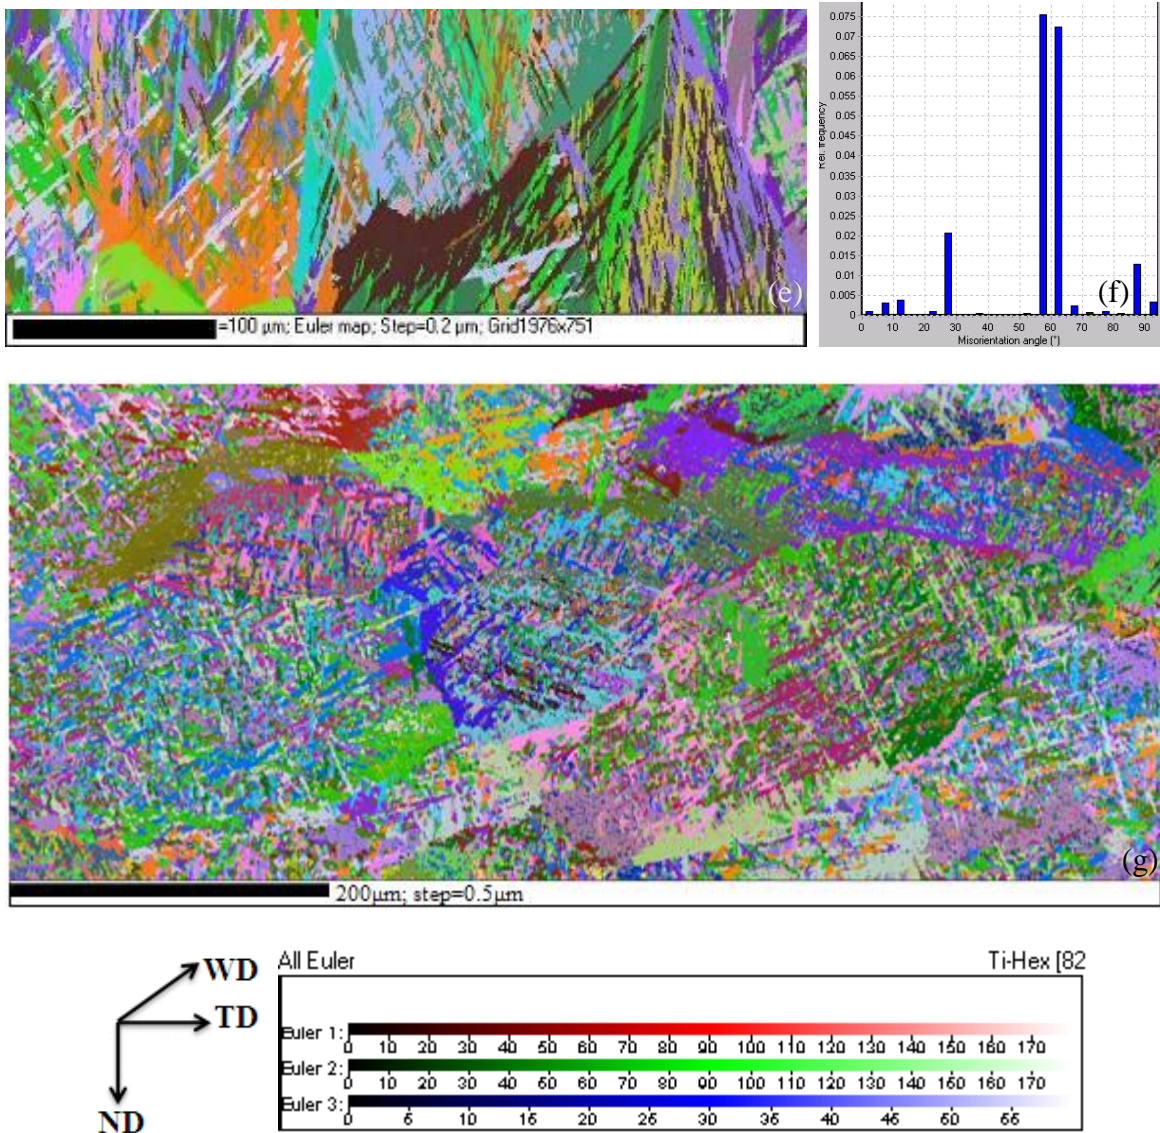 (e)
=100 µm; Euler map; Step=0.2 µm; Grid1976x751
0.075
0.07
0.065
0.06
0.055
0.05
0.045
0.04
0.035
0.03
0.025
0.02
0.015
0.01
0.005
0
Rel. frequency
(f)
0 10 20 30 40 50 60 70 80 90
Misorientation angle (°)
(g)
200µm; step=0.5µm
WD
TD
ND
All Euler Ti-Hex [82
Euler 1:
0 10 20 30 40 50 60 70 80 90 100 110 120 130 140 150 160 170
Euler 2:
0 10 20 30 40 50 60 70 80 90 100 110 120 130 140 150 160 170
Euler 3:
0 5 10 15 20 25 30 35 40 45 50 55